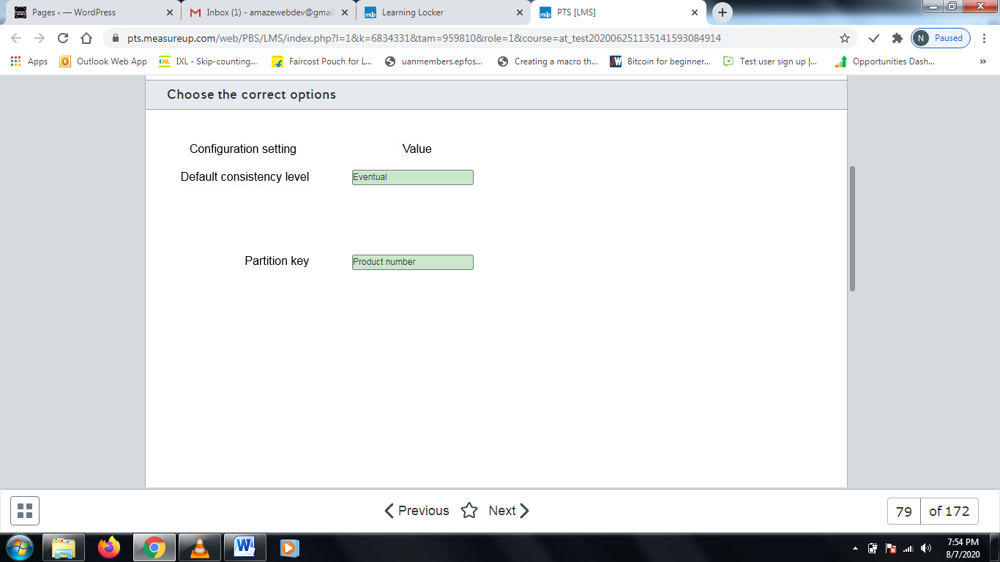 Pages ‹ — WordPress
Inbox (1) - amazewebdev@gmail
Learning Locker
PTS [LMS]
pts.measureup.com/web/PBS/LMS/index.php?l=1&k=6834331&tam=959810&role=1&course=at_test202006251135141593084914
N Paused
Apps
Outlook Web App
IXL - Skip-counting...
Faircost Pouch for L...
uanmembers.epfos...
Creating a macro th...
Bitcoin for beginner...
Test user sign up |...
Opportunities Dash...
»
Choose the correct options
Configuration setting Value
Default consistency level Eventual
Partition key Product number
Previous Next
79 of 172
7:54 PM
8/7/2020